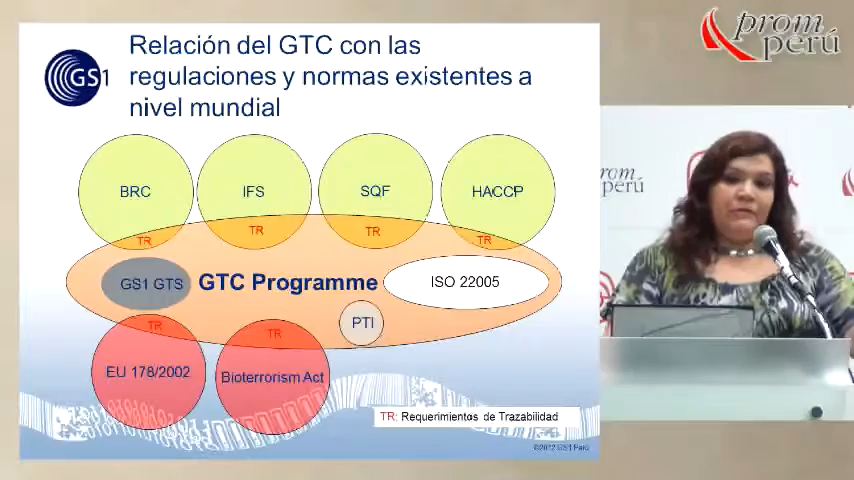 Relación del GTC con las
regulaciones y normas existentes a
nivel mundial
GS1
BRC
IFS
SQF
HACCP
TR
TR
TR
TR
GS1 GTS
GTC Programme
ISO 22005
TR
TR
PTI
EU 178/2002
Bioterrorism Act
TR: Requerimientos de Trazabilidad
©2012 GS1 Perú
prom
perú
prom
perú